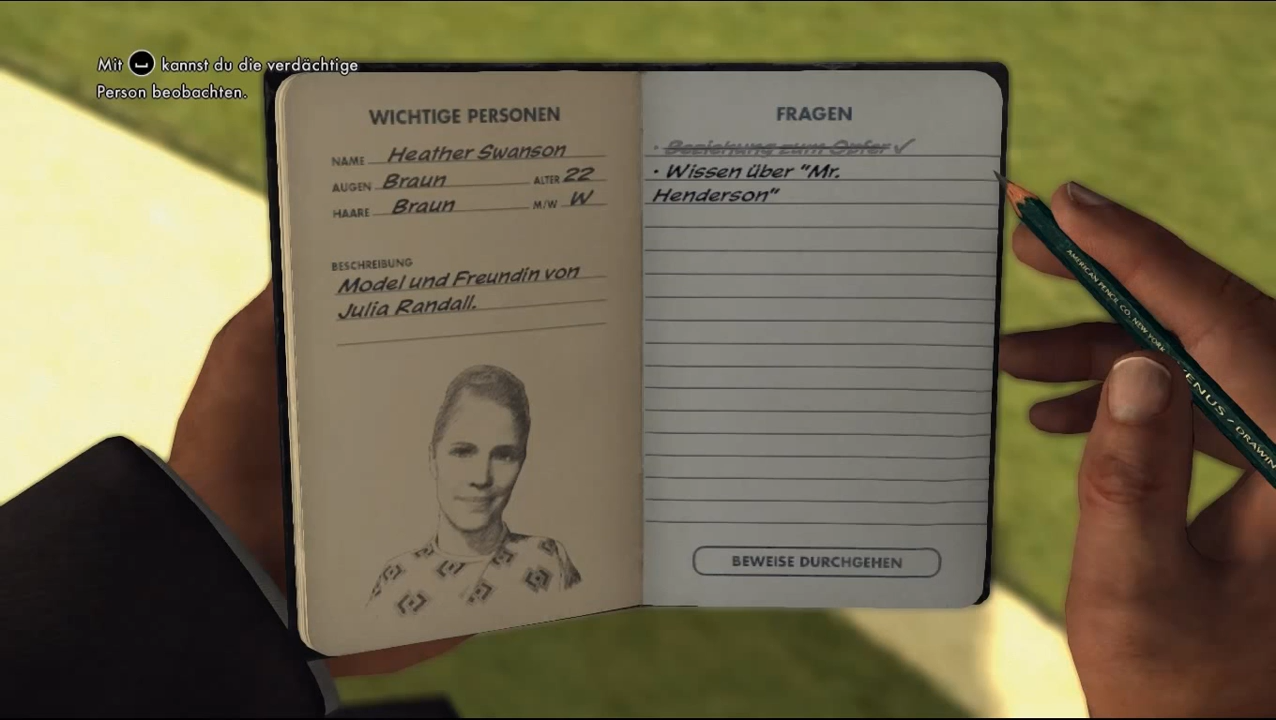 Mit kannst du die verdächtige
Person beobachten.
WICHTIGE PERSONEN
NAME Heather Swanson
AUGEN Braun ALTER 22
HAARE Braun M/W W
BESCHREIBUNG
Model und Freundin von
Julia Randall.
FRAGEN
· Beziehung zum Opfer ✓
· Wissen über "Mr.
Henderson"
BEWEISE DURCHGEHEN
AMERICAN PENCIL CO. NEW YORK
VENUS / DRAWIN